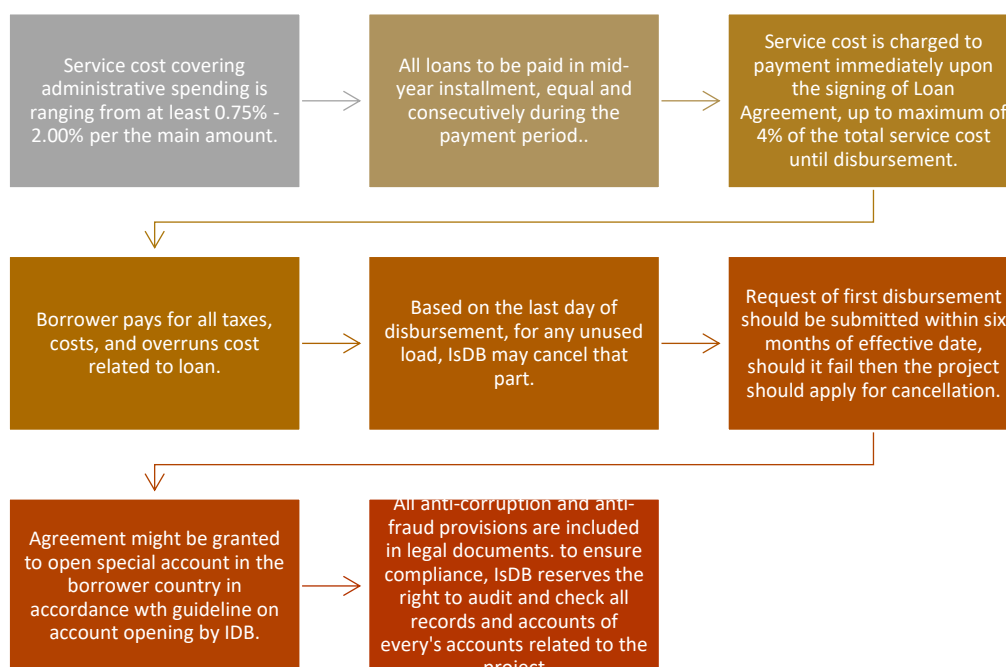 Service cost covering
administrative spending is
ranging from at least 0.75% -
2.00% per the main amount.
All loans to be paid in mid-
year installment, equal and
consecutively during the
payment period..
Service cost is charged to
payment immediately upon
the signing of Loan
Agreement, up to maximum of
4% of the total service cost
until disbursement.
Borrower pays for all taxes,
costs, and overruns cost
related to loan.
Based on the last day of
disbursement, for any unused
load, IsDB may cancel that
part.
Request of first disbursement
should be submitted within six
months of effective date,
should it fail then the project
should apply for cancellation.
Agreement might be granted
to open special account in the
borrower country in
accordance wth guideline on
account opening by IDB.
All anti-corruption and anti-
fraud provisions are included
in legal documents. to ensure
compliance, IsDB reserves the
right to audit and check all
records and accounts of
every's accounts related to the
project